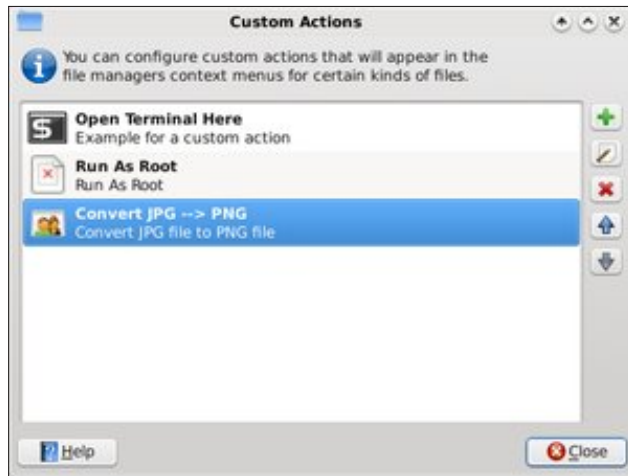 Custom Actions
You can configure custom actions that will appear in the
file managers context menus for certain kinds of files.
Open Terminal Here
Example for a custom action
Run As Root
Run As Root
Convert JPG --> PNG
Convert JPG file to PNG file
Help
Close